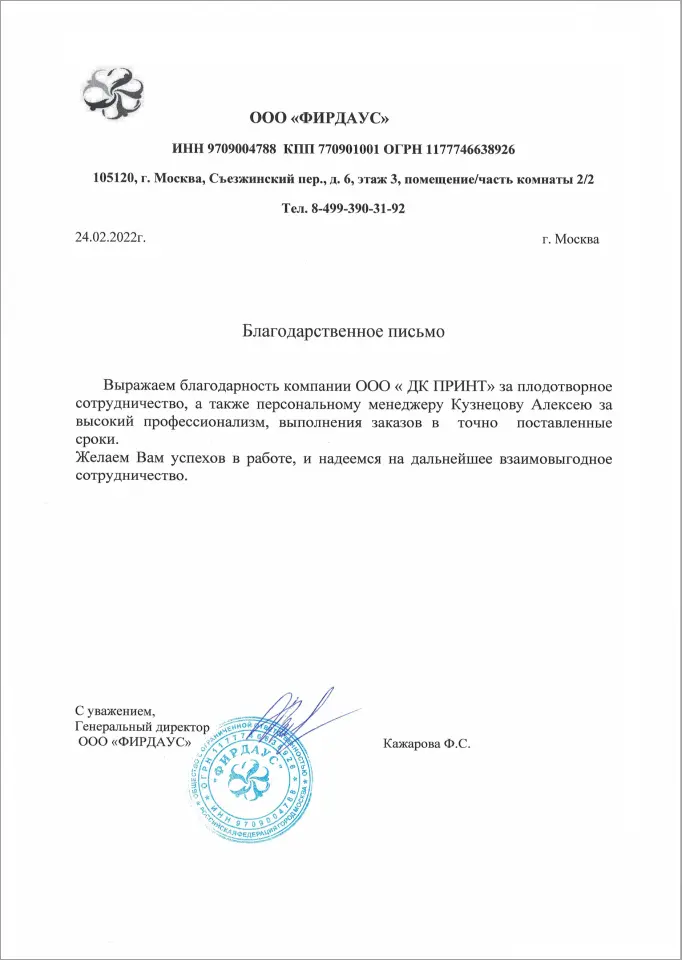 ООО «ФИРДАУС»
ИНН 9709004788 КПП 770901001 ОГРН 1177746638926
105120, г. Москва, Съезжинский пер., д. 6, этаж 3, помещение/часть комнаты 2/2
Тел. 8-499-390-31-92
24.02.2022г.
г. Москва
Благодарственное письмо
Выражаем благодарность компании ООО « ДК ПРИНТ» за плодотворное
сотрудничество, а также персональному менеджеру Кузнецову Алексею за
высокий профессионализм, выполнения заказов в точно поставленные
сроки.
Желаем Вам успехов в работе, и надеемся на дальнейшее взаимовыгодное
сотрудничество.
С уважением,
Генеральный директор
ООО «ФИРДАУС»
Кажарова Ф.С.
ОБЩЕСТВО С ОГРАНИЧЕННОЙ ОТВЕТСТВЕННОСТЬЮ
* РОССИЙСКАЯ ФЕДЕРАЦИЯ ГОРОД МОСКВА *
ОГРН 1177746638926
* ИНН 9709004788 *
"ФИРДАУС"